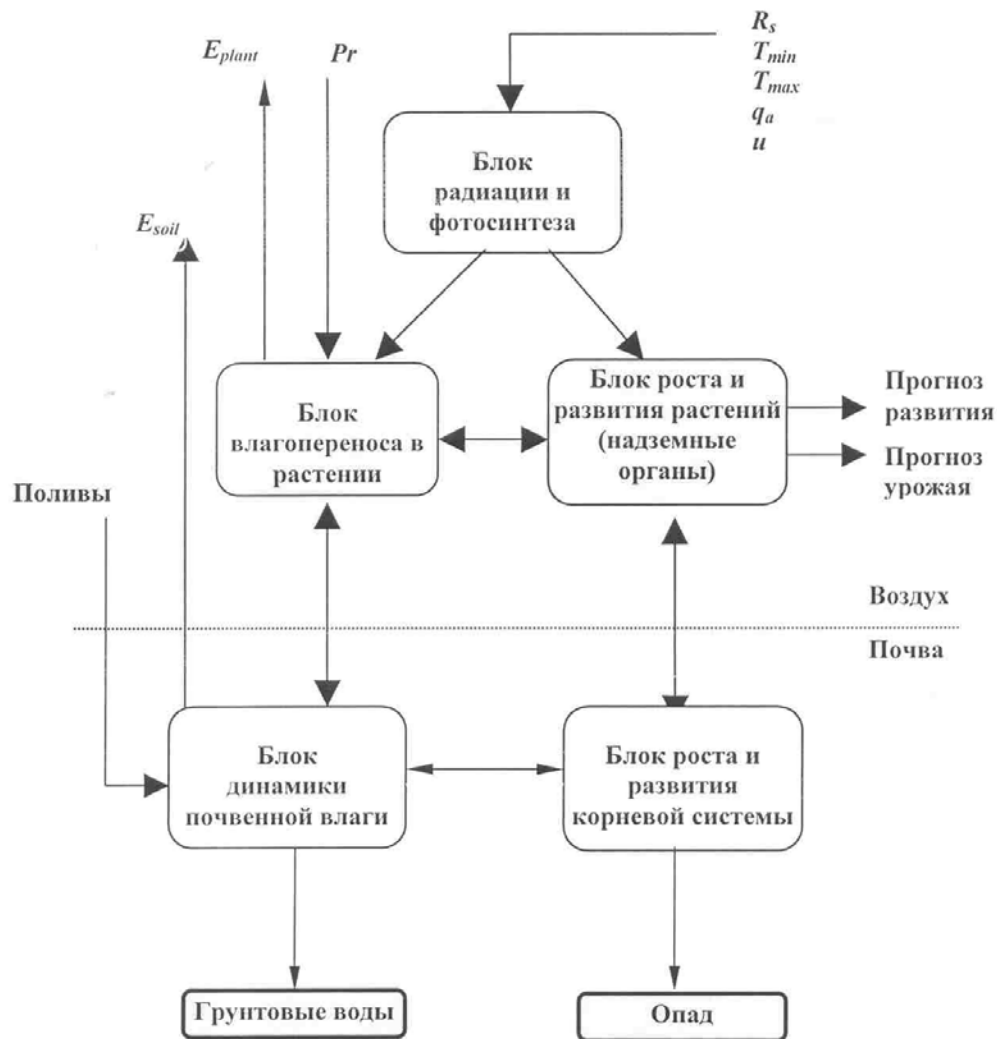 R_s
T_min
T_max
q_a
u
E_plant
Pr
Блок
радиации и
фотосинтеза
E_soil
Блок
влагопереноса в
растении
Блок роста и
развития растений
(надземные
органы)
Прогноз
развития
Прогноз
урожая
Поливы
Воздух
Почва
Блок
динамики
почвенной влаги
Блок роста и
развития
корневой системы
Грунтовые воды
Опад